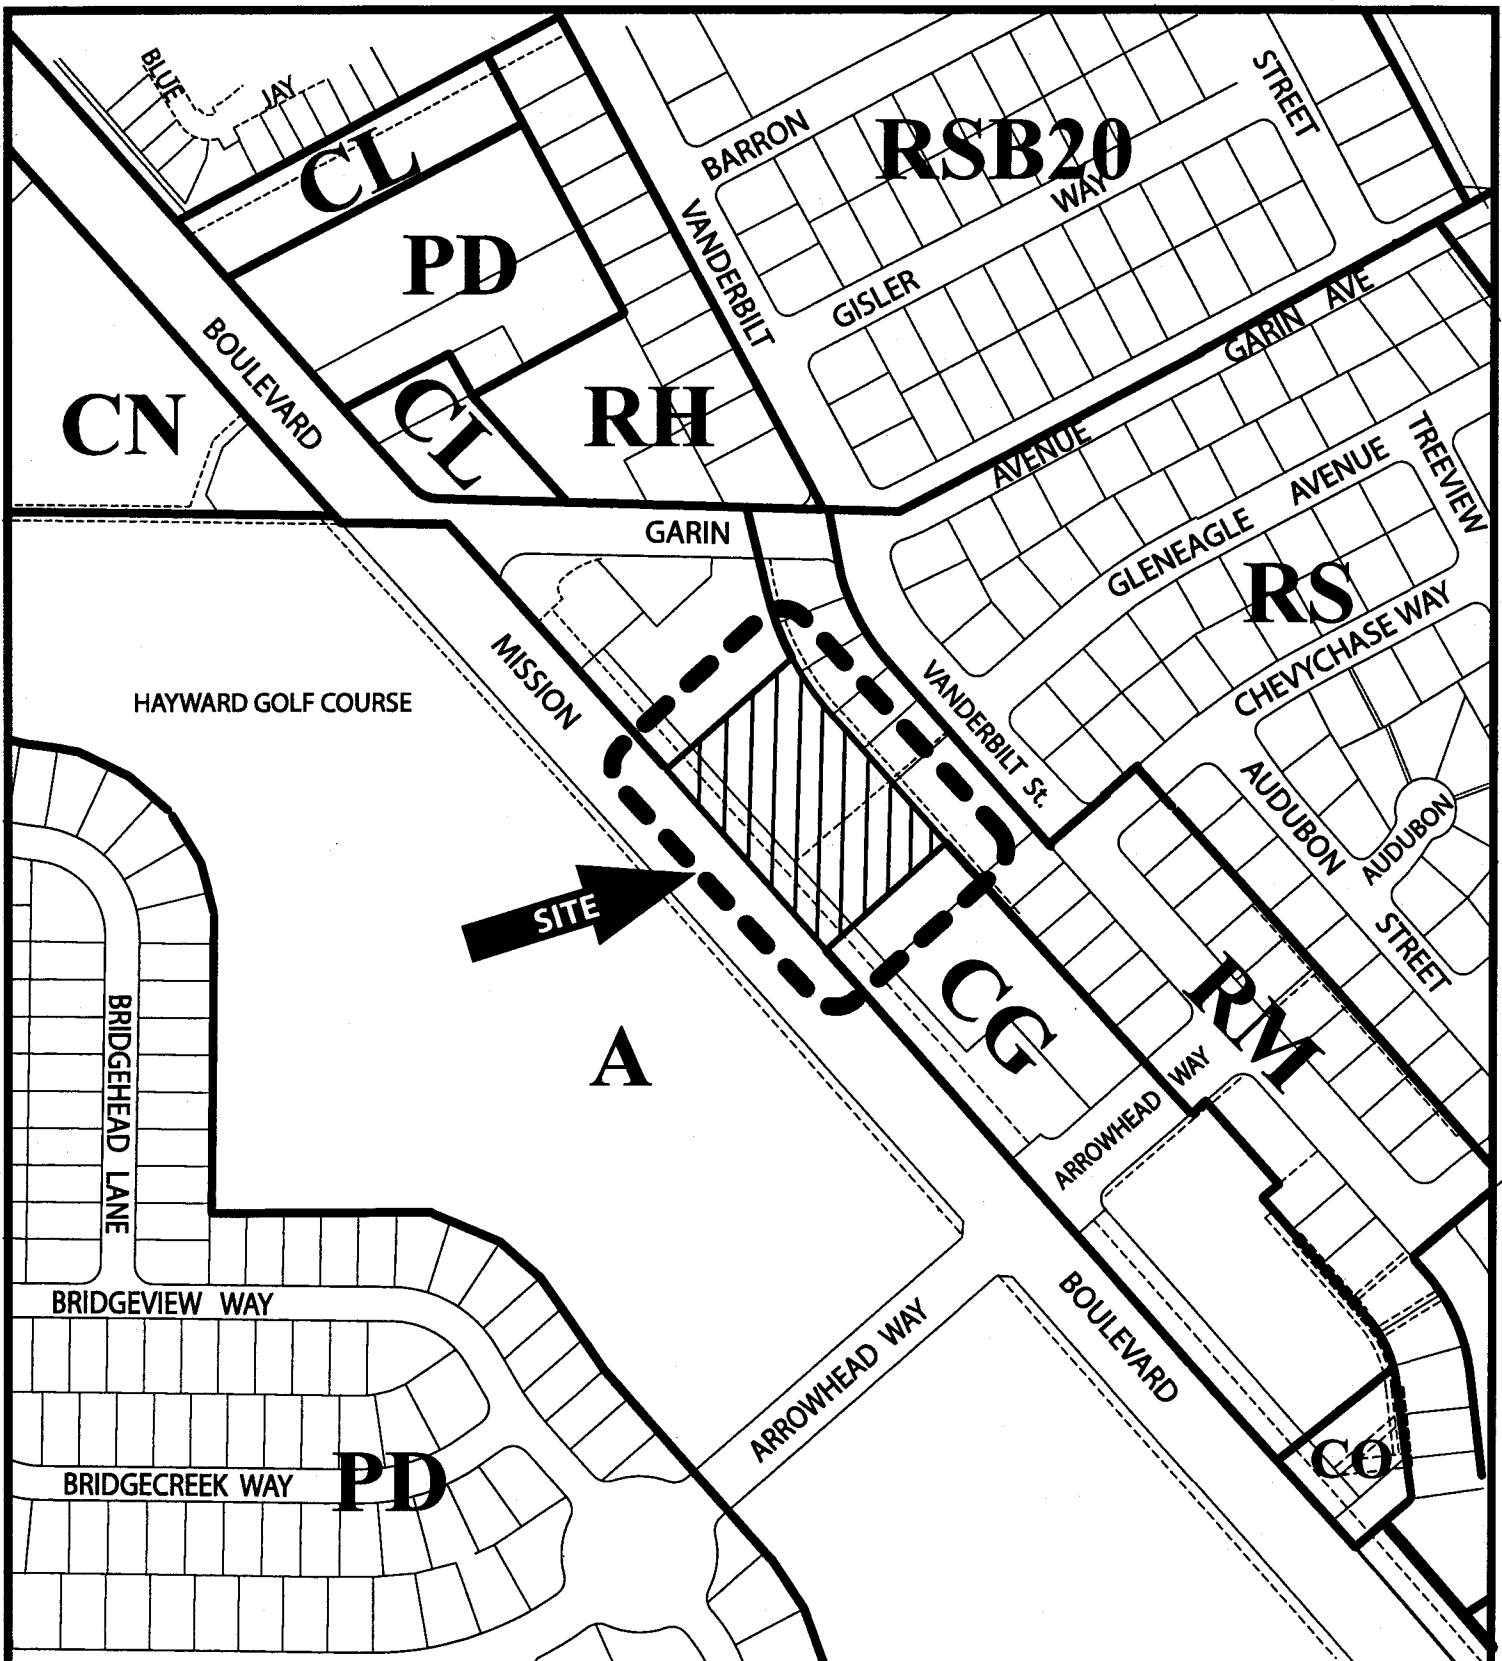 BLUE JAY
STREET
BARRON
RSB20
CL
WAY
PD
VANDERBILT
GISLER
GARIN AVE
BOULEVARD
CN
CL
RH
AVENUE
TREEVIEW
GLENEAGLE AVENUE
GARIN
RS
CHEVYCHASE WAY
MISSION
HAYWARD GOLF COURSE
VANDERBILT St.
AUDUBON STREET
AUDUBON
SITE
CG
RM
A
ARROWHEAD WAY
BRIDGEHEAD LANE
BRIDGEVIEW WAY
BOULEVARD
ARROWHEAD WAY
CO
BRIDGECREEK WAY
PD